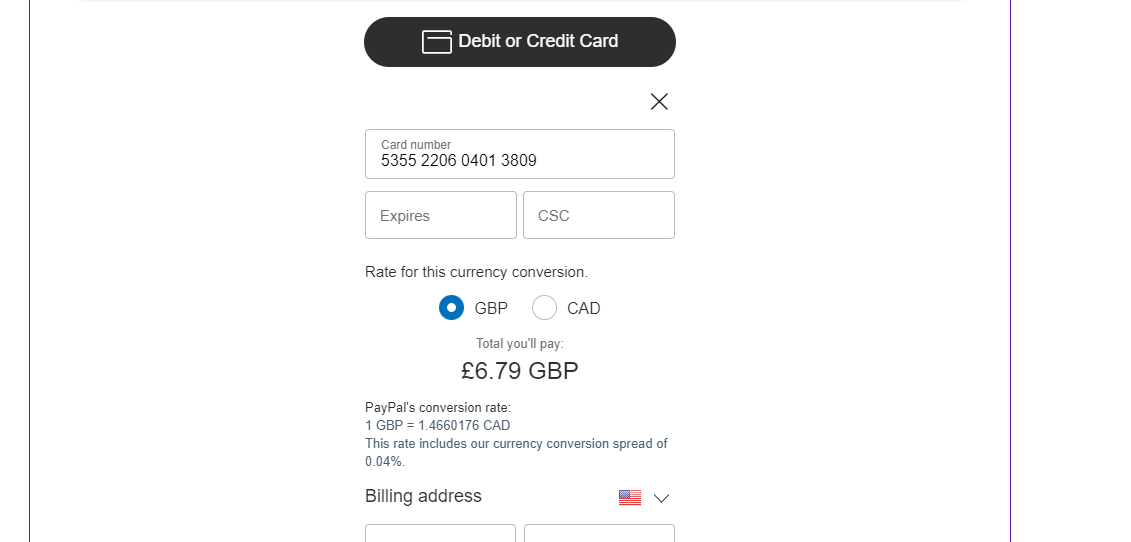 Debit or Credit Card
Card number
5355 2206 0401 3809
Expires CSC
Rate for this currency conversion.
GBP CAD
Total you'll pay:
£6.79 GBP
PayPal's conversion rate:
1 GBP = 1.4660176 CAD
This rate includes our currency conversion spread of
0.04%.
Billing address